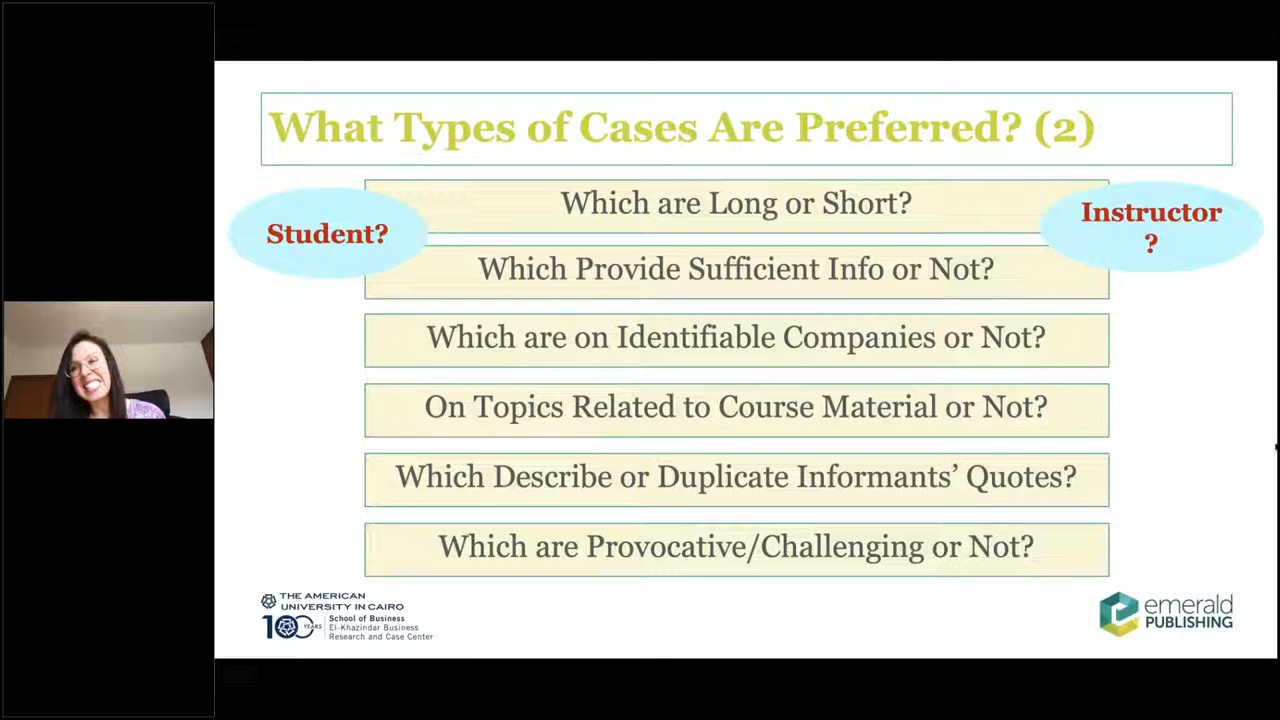 What Types of Cases Are Preferred? (2)
Student?
Instructor
?
Which are Long or Short?
Which Provide Sufficient Info or Not?
Which are on Identifiable Companies or Not?
On Topics Related to Course Material or Not?
Which Describe or Duplicate Informants’ Quotes?
Which are Provocative/Challenging or Not?
THE AMERICAN
UNIVERSITY IN CAIRO
100 YEARS
School of Business
El-Khazindar Business
Research and Case Center
emerald
PUBLISHING